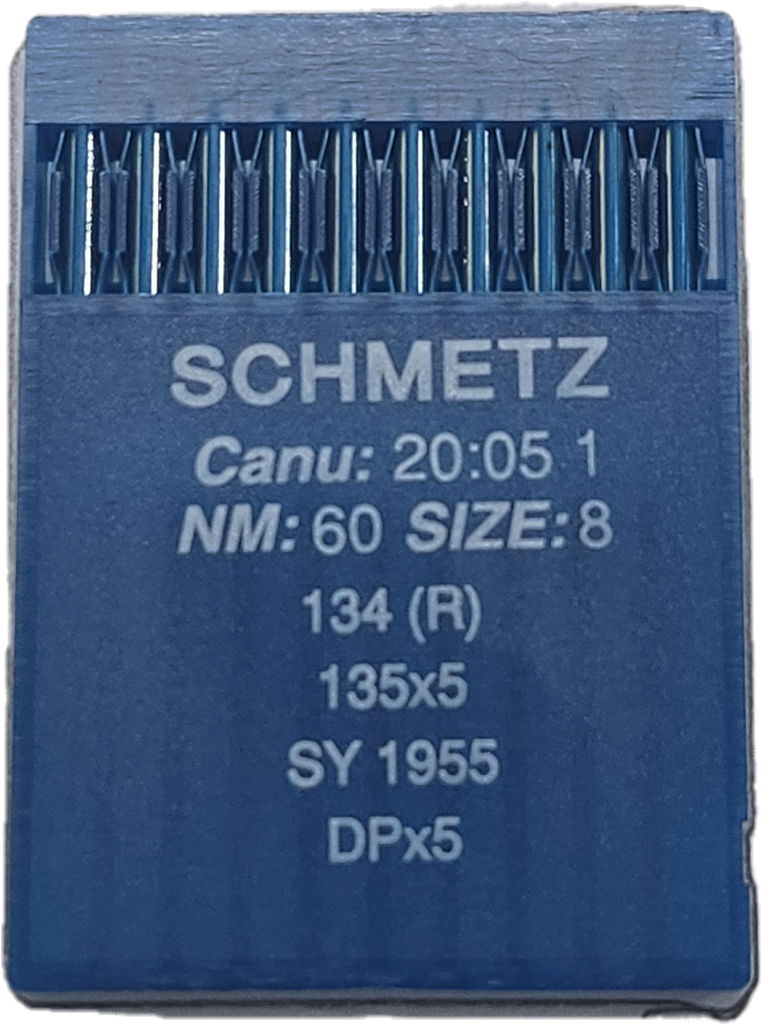 SCHMETZ
Canu: 20:05 1
NM: 60 SIZE: 8
134 (R)
135x5
SY 1955
DPx5